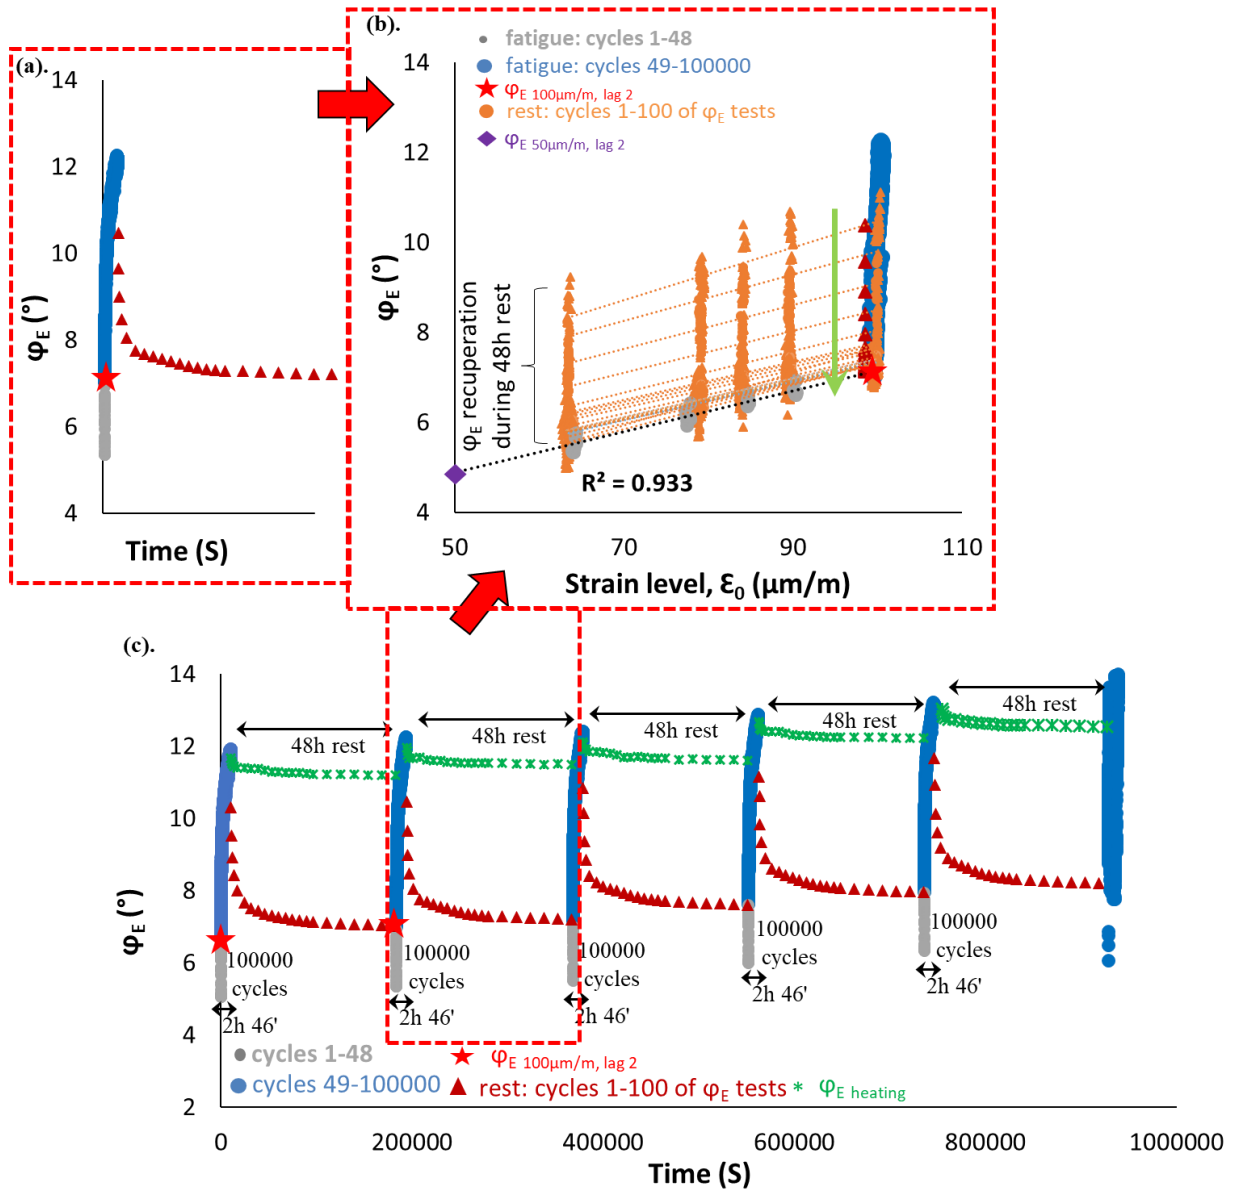 (a).
14
12
10
8
6
4
φE (°)
Time (S)
(b).
fatigue: cycles 1-48
fatigue: cycles 49-100000
φE 100μm/m, lag 2
rest: cycles 1-100 of φE tests
φE 50μm/m, lag 2
14
12
10
8
6
4
φE (°)
φE recuperation
during 48h rest
R² = 0.933
50
70
90
110
Strain level, Ɛ0 (μm/m)
(c).
14
12
10
8
6
4
2
φE (°)
48h rest
48h rest
48h rest
48h rest
48h rest
100000
cycles
2h 46'
100000
cycles
2h 46'
100000
cycles
2h 46'
100000
cycles
2h 46'
100000
cycles
2h 46'
cycles 1-48
φE 100μm/m, lag 2
cycles 49-100000
rest: cycles 1-100 of φE tests
φE heating
0
200000
400000
600000
800000
1000000
Time (S)